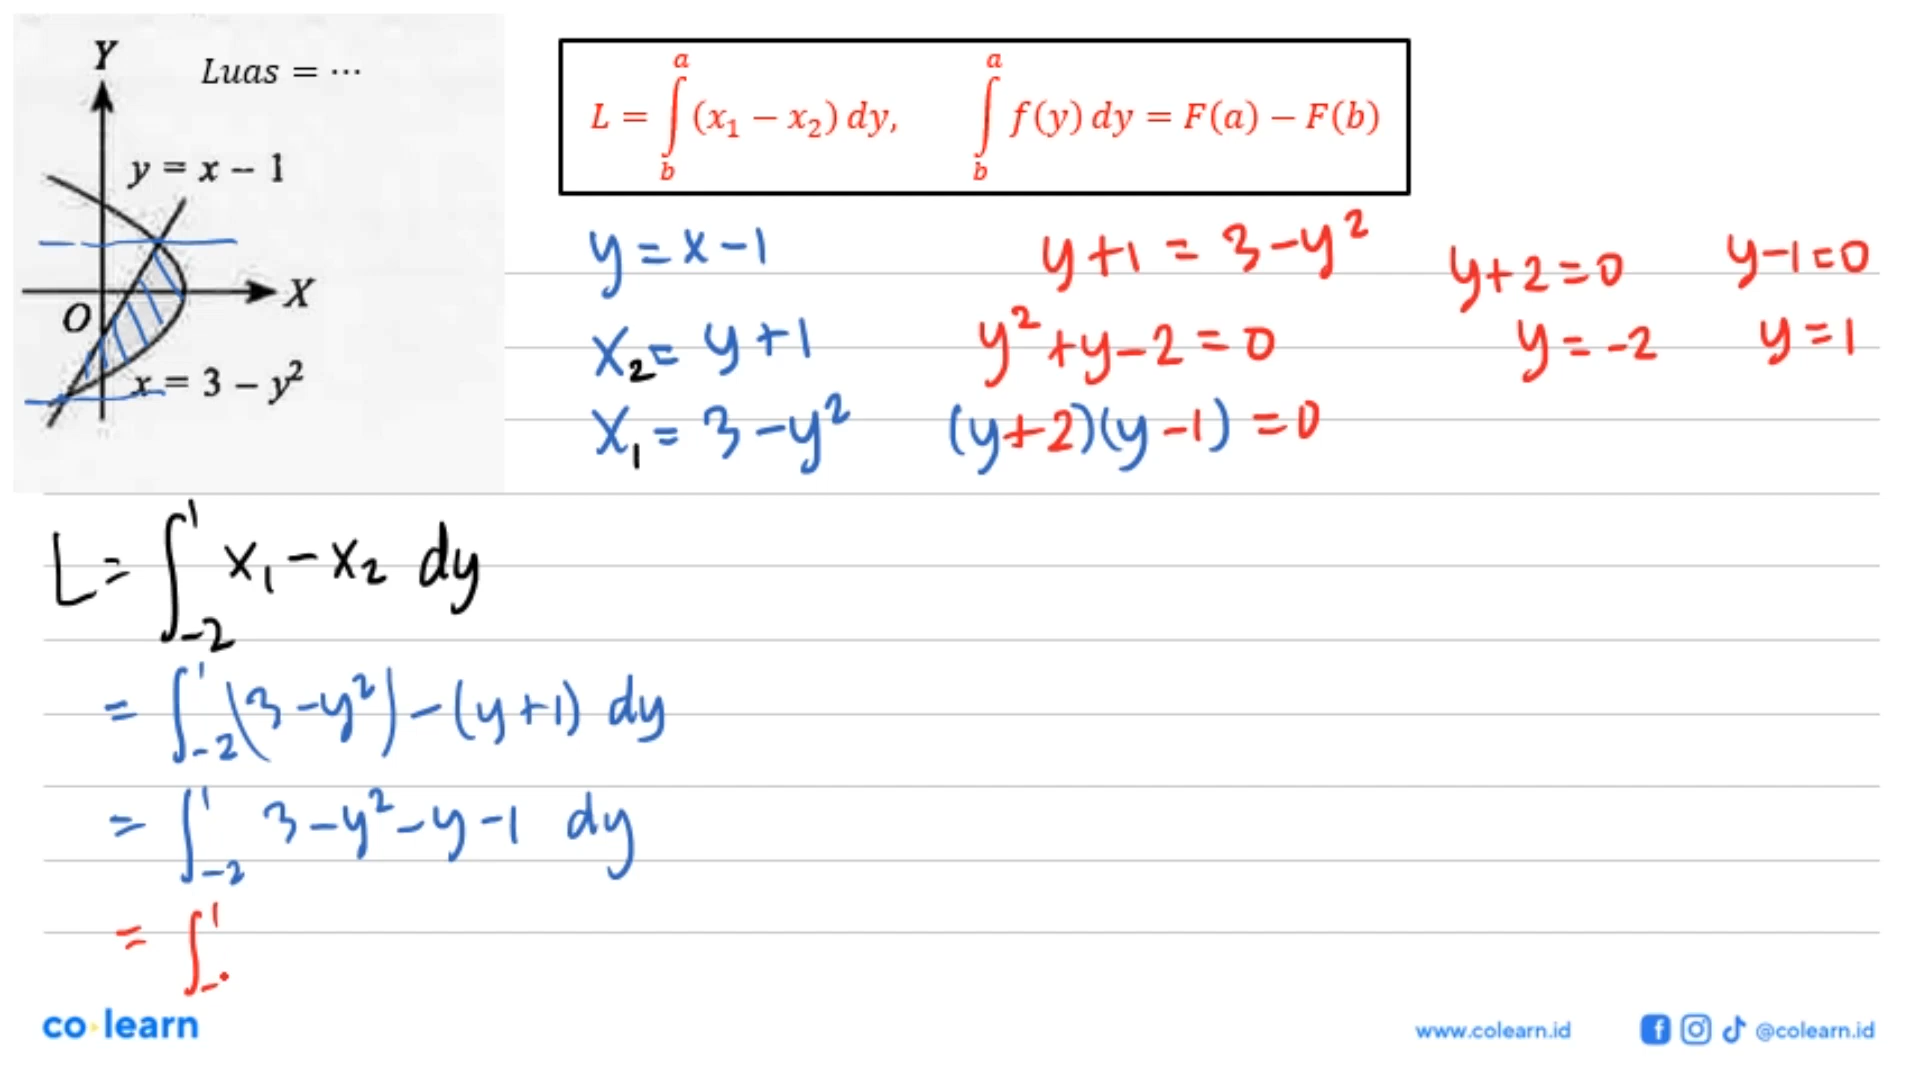 Y
Luas = ⋯
y = x − 1
X
O
x = 3 − y²
L = ∫_b^a (x₁ − x₂) dy,   ∫_b^a f(y) dy = F(a) − F(b)
y = x − 1
x₂ = y + 1
x₁ = 3 − y²
y + 1 = 3 − y²
y² + y − 2 = 0
(y + 2)(y − 1) = 0
y + 2 = 0   y − 1 = 0
y = −2   y = 1
L = ∫_−2^1 x₁ − x₂ dy
= ∫_−2^1 (3 − y²) − (y + 1) dy
= ∫_−2^1 3 − y² − y − 1 dy
= ∫_−^1
co learn
www.colearn.id
@colearn.id